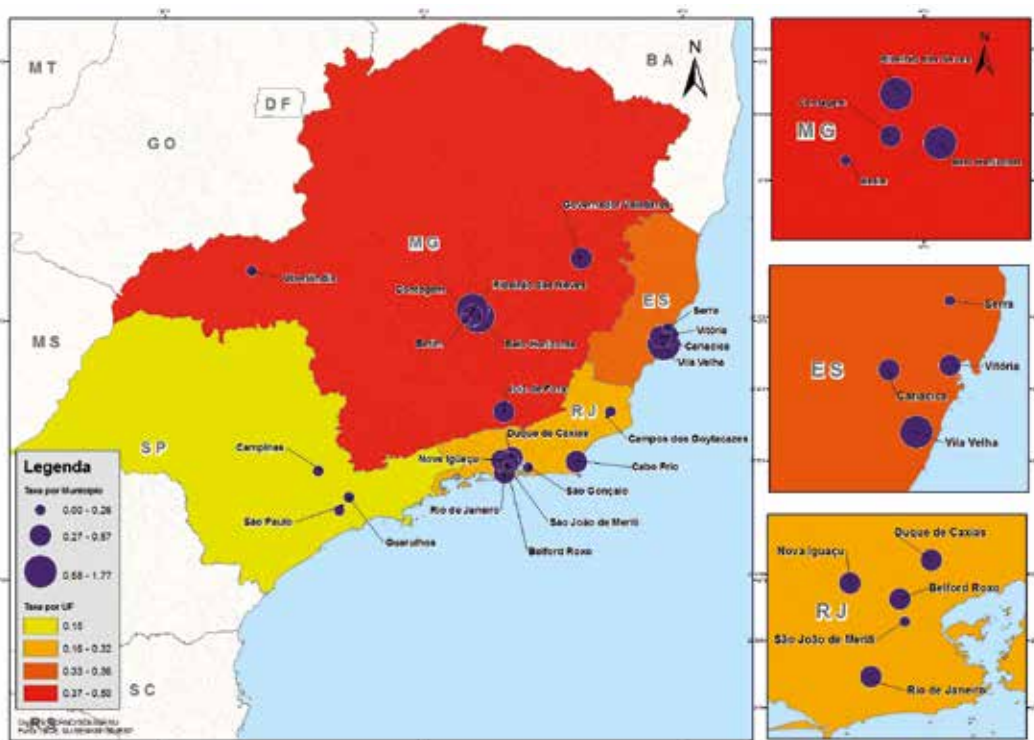 MT
GO
DF
BA
N
MG
Governador Valadares
Uberlândia
Contagem
Ribeirão das Neves
Betim
Belo Horizonte
MS
ES
Serra
Vitória
Cariacica
Vila Velha
Juiz de Fora
RJ
Duque de Caxias
Campos dos Goytacazes
SP
Campinas
Nova Iguaçu
Cabo Frio
São Gonçalo
Rio de Janeiro
São João de Meriti
São Paulo
Guarulhos
Belford Roxo
SC
RS
Legenda
Taxa por Município
0.00 - 0.26
0.27 - 0.57
0.58 - 1.77
Taxa por UF
0.15
0.16 - 0.32
0.33 - 0.36
N
Ribeirão das Neves
Contagem
MG
Belo Horizonte
Betim
Serra
ES
Vitória
Cariacica
Vila Velha
Duque de Caxias
Nova Iguaçu
Belford Roxo
RJ
São João de Meriti
Rio de Janeiro